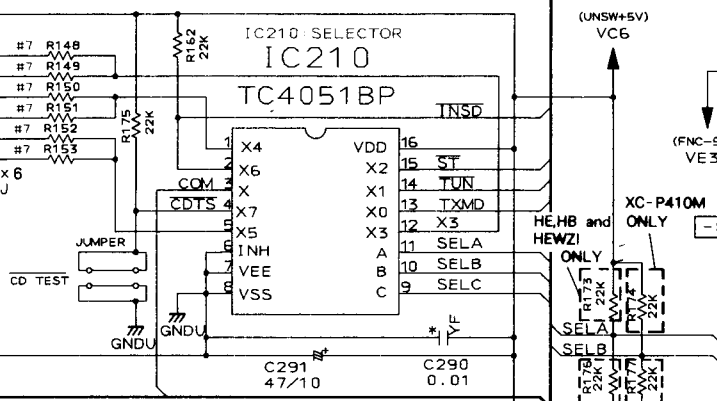 (UNSW+5V)
VC6
IC210 SELECTOR
IC210
TC4051BP
#7 R148
#7 R149
#7 R150
#7 R151
#7 R152
#7 R153
x 6
J
R162
22K
R175
22K
INSD
(FNC-
VE3
1 X4 VDD 16
2 X6 X2 15 ST
COM 3 X X1 14 TUN
CDTS 4 X7 X0 13 TXMD
5 X5 X3 12 X3
6 INH A 11 SELA
7 VEE B 10 SELB
8 VSS C 9 SELC
XC-P410M
ONLY
HE,HB and
HEWZI
ONLY
JUMPER
CD TEST
GNDU
GNDU
* YF
C291
47/10
C290
0.01
R173
22K
R174
22K
SELA
SELB
R176
22K
R177
22K